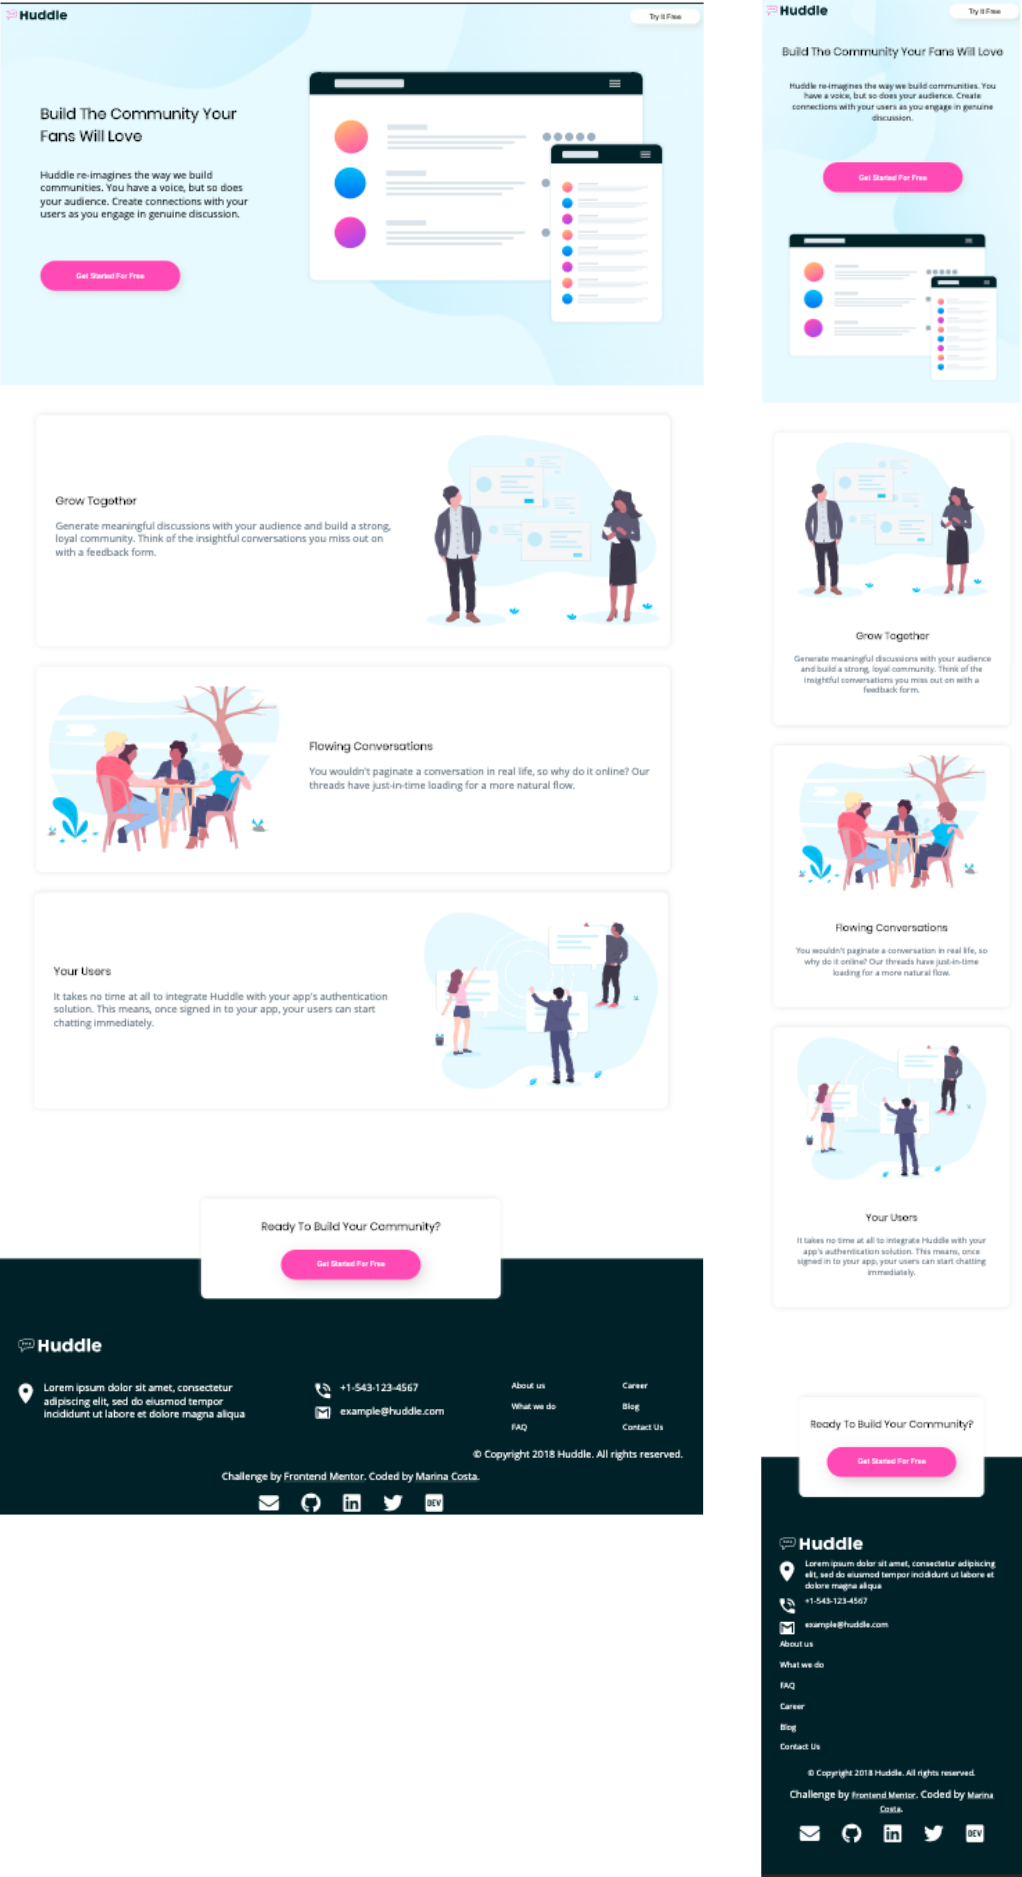 Huddle
Try It Free
Build The Community Your
Fans Will Love
Huddle re-imagines the way we build
communities. You have a voice, but so does
your audience. Create connections with your
users as you engage in genuine discussion.
Get Started For Free
Grow Together
Generate meaningful discussions with your audience and build a strong,
loyal community. Think of the insightful conversations you miss out on
with a feedback form.
Flowing Conversations
You wouldn't paginate a conversation in real life, so why do it online? Our
threads have just-in-time loading for a more natural flow.
Your Users
It takes no time at all to integrate Huddle with your app's authentication
solution. This means, once signed in to your app, your users can start
chatting immediately.
Ready To Build Your Community?
Get Started For Free
Huddle
Lorem ipsum dolor sit amet, consectetur
adipiscing elit, sed do eiusmod tempor
incididunt ut labore et dolore magna aliqua
+1-543-123-4567
example@huddle.com
About us
What we do
FAQ
Career
Blog
Contact Us
© Copyright 2018 Huddle. All rights reserved.
Challenge by Frontend Mentor. Coded by Marina Costa.
DEV
Huddle
Try It Free
Build The Community Your Fans Will Love
Huddle re-imagines the way we build communities. You
have a voice, but so does your audience. Create
connections with your users as you engage in genuine
discussion.
Get Started For Free
Grow Together
Generate meaningful discussions with your audience
and build a strong, loyal community. Think of the
insightful conversations you miss out on with a
feedback form.
Flowing Conversations
You wouldn't paginate a conversation in real life, so
why do it online? Our threads have just-in-time
loading for a more natural flow.
Your Users
It takes no time at all to integrate Huddle with your
app's authentication solution. This means, once
signed in to your app, your users can start chatting
immediately.
Ready To Build Your Community?
Get Started For Free
Huddle
Lorem ipsum dolor sit amet, consectetur adipiscing
elit, sed do eiusmod tempor incididunt ut labore et
dolore magna aliqua
+1-543-123-4567
example@huddle.com
About us
What we do
FAQ
Career
Blog
Contact Us
© Copyright 2018 Huddle. All rights reserved.
Challenge by Frontend Mentor. Coded by Marina
Costa.
DEV